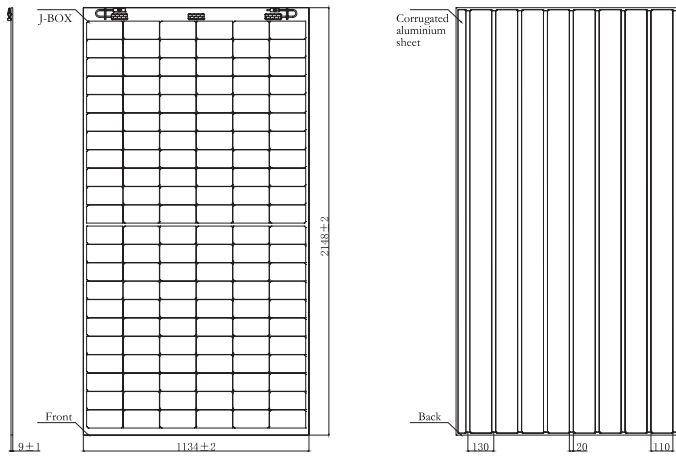 J-BOX
Corrugated
aluminium
sheet
2148±2
Front
Back
9±1
1134±2
130
20
110